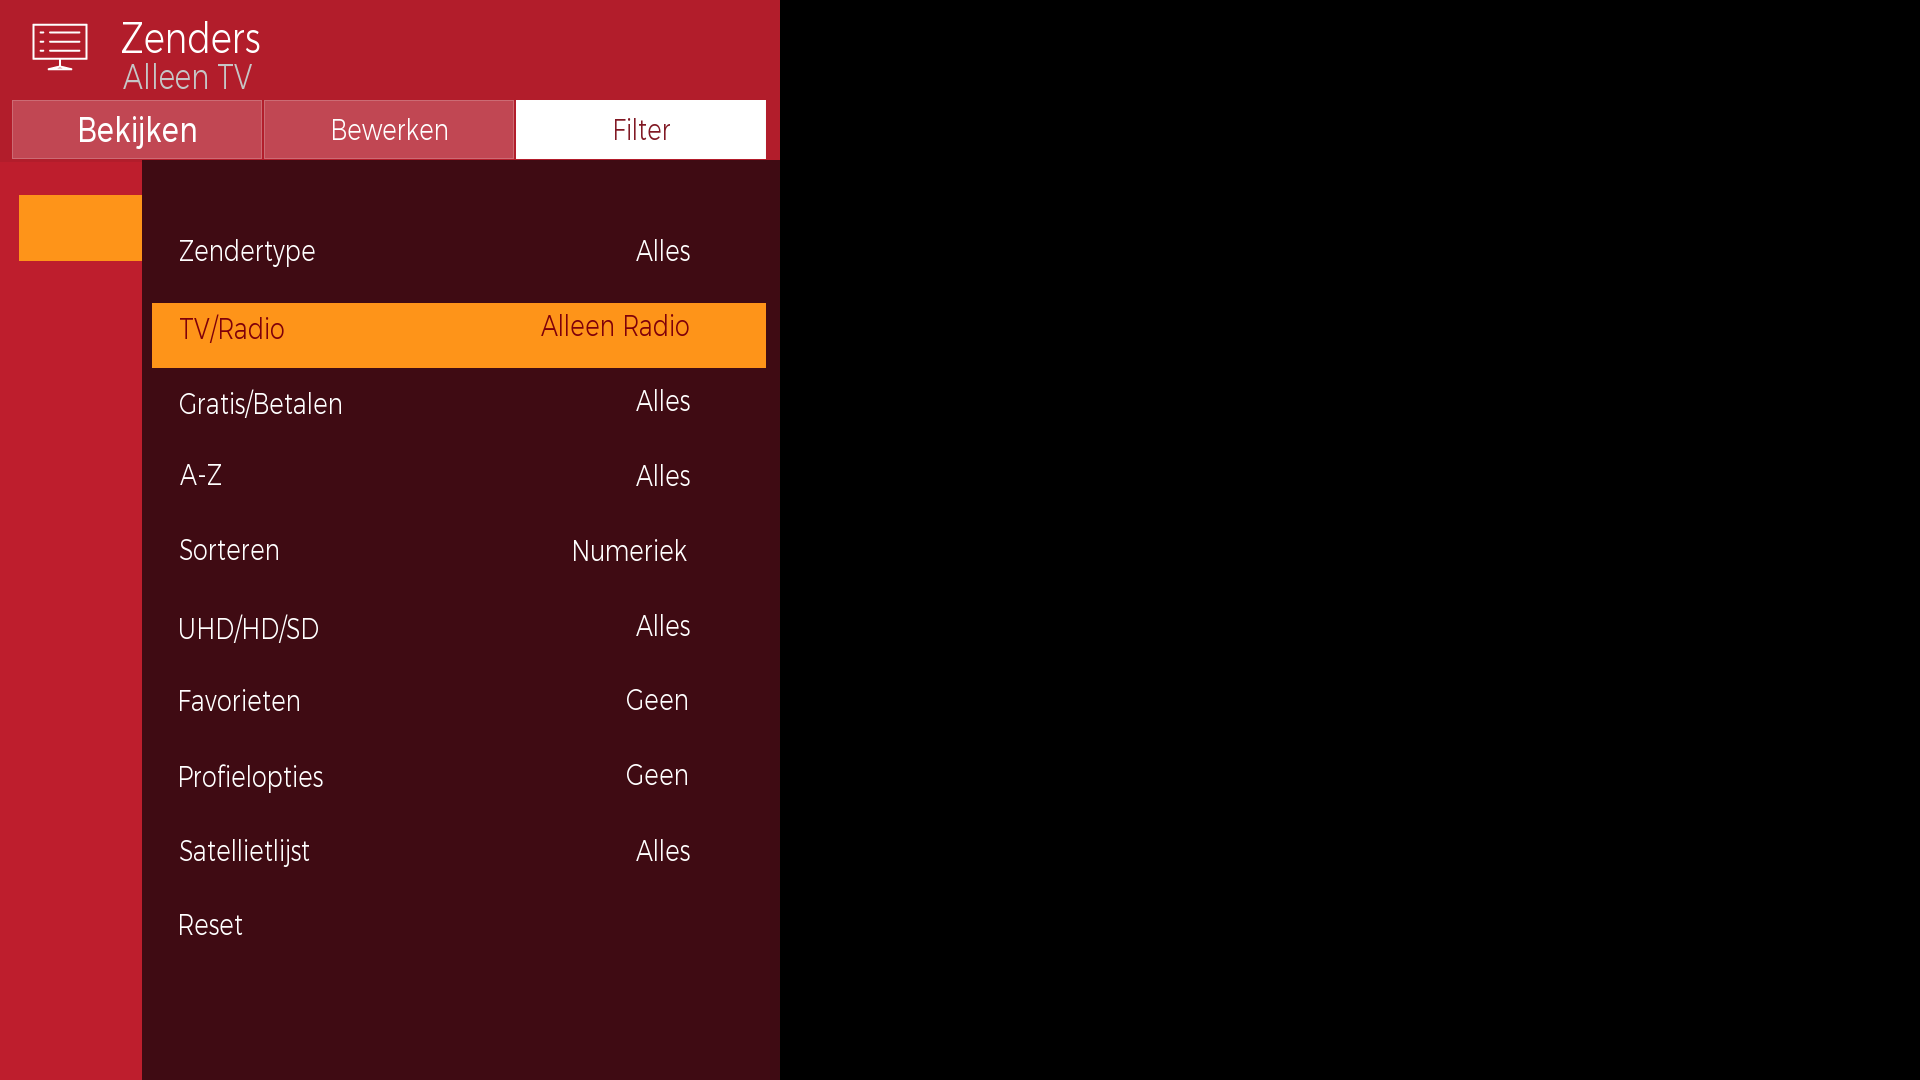 Zenders
Alleen TV
Bekijken Bewerken Filter
Zendertype Alles
TV/Radio Alleen Radio
Gratis/Betalen Alles
A-Z Alles
Sorteren Numeriek
UHD/HD/SD Alles
Favorieten Geen
Profielopties Geen
Satellietlijst Alles
Reset